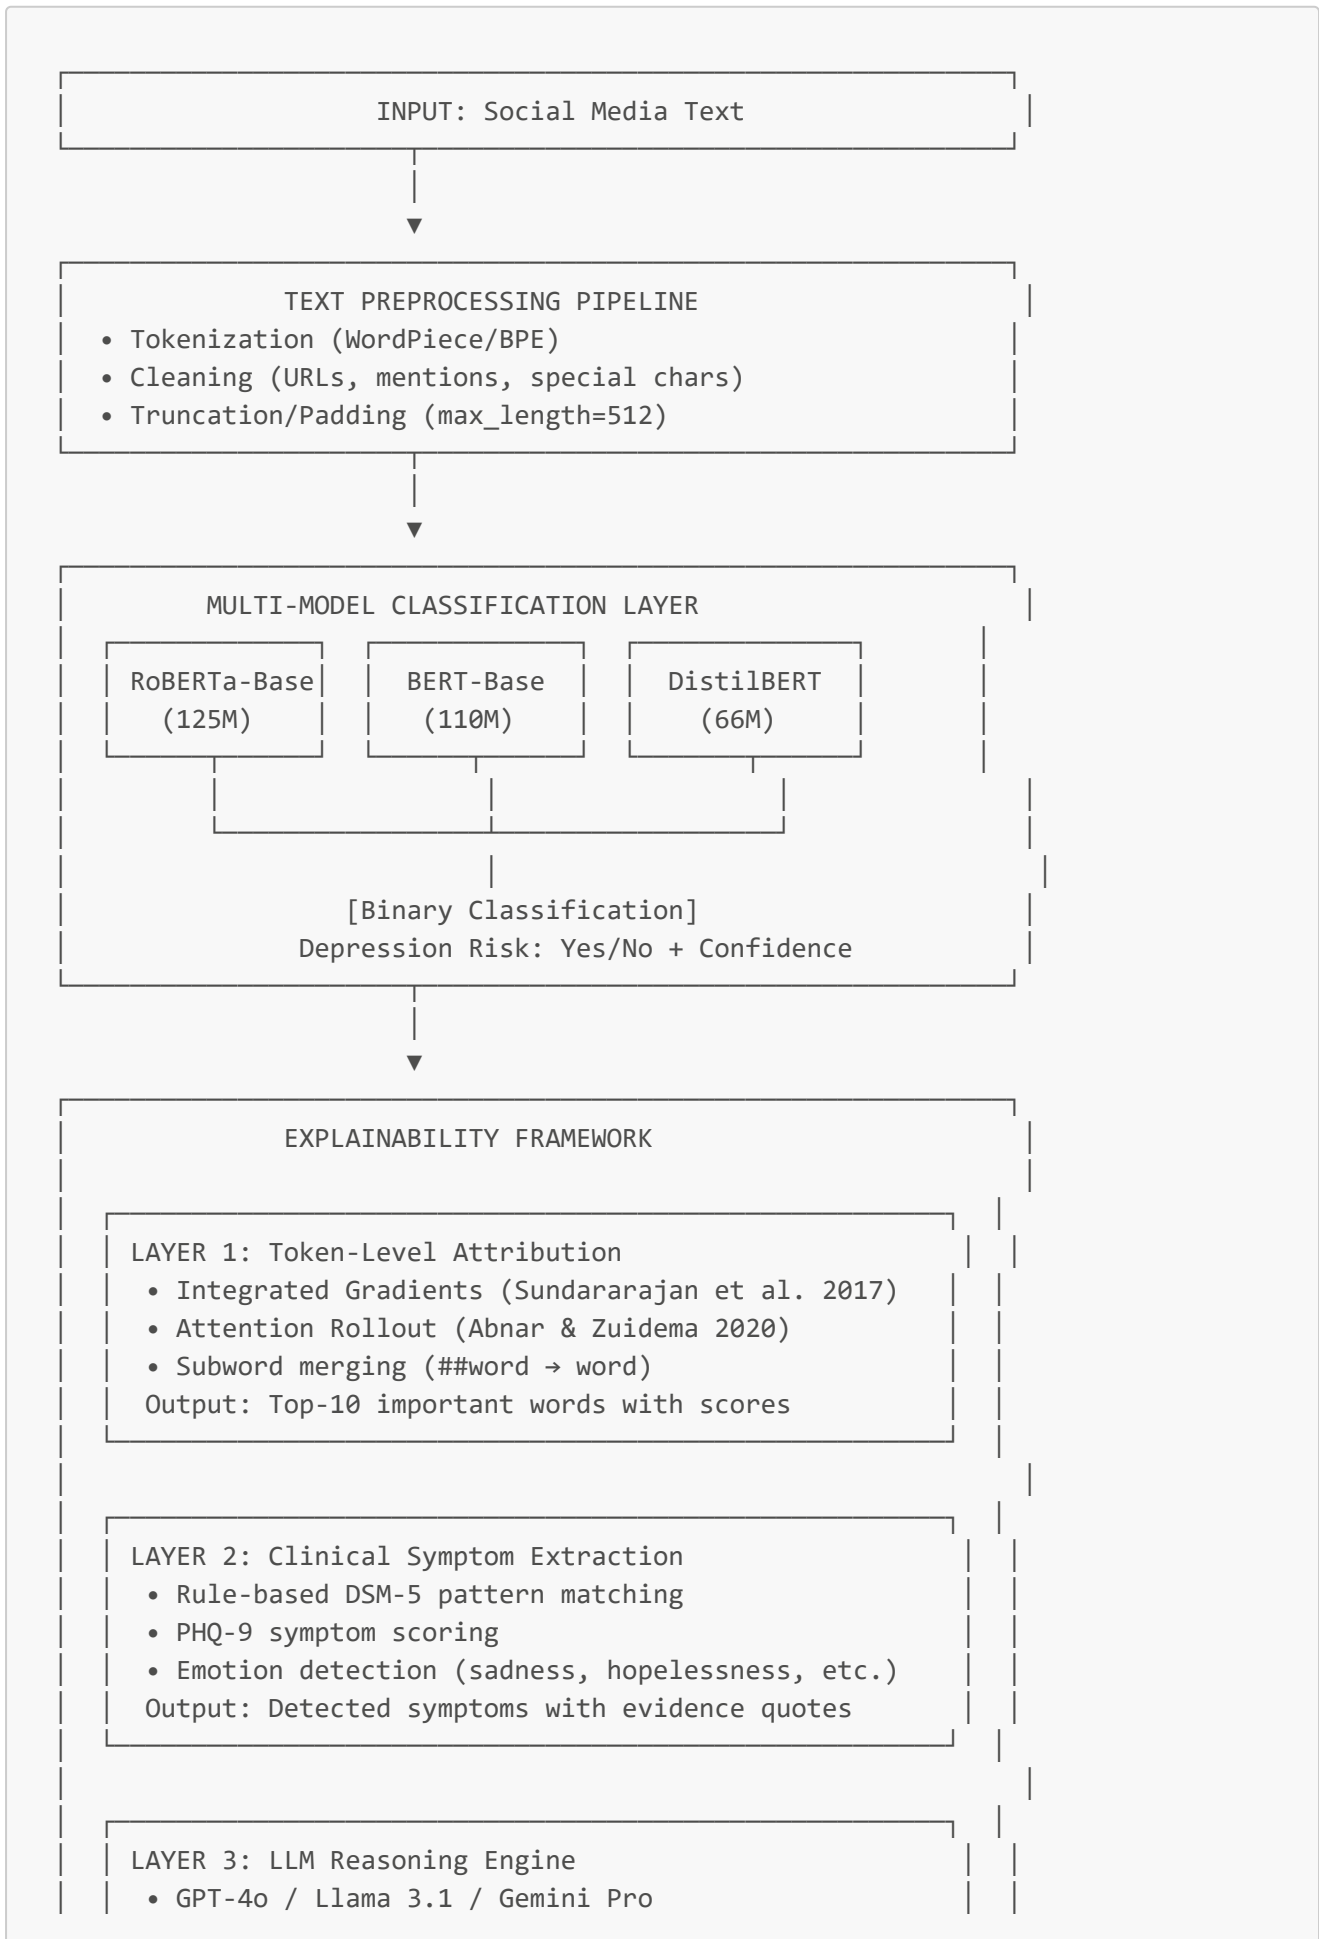 INPUT: Social Media Text
TEXT PREPROCESSING PIPELINE
• Tokenization (WordPiece/BPE)
• Cleaning (URLs, mentions, special chars)
• Truncation/Padding (max_length=512)
MULTI-MODEL CLASSIFICATION LAYER
RoBERTa-Base BERT-Base DistilBERT
(125M) (110M) (66M)
[Binary Classification]
Depression Risk: Yes/No + Confidence
EXPLAINABILITY FRAMEWORK
LAYER 1: Token-Level Attribution
• Integrated Gradients (Sundararajan et al. 2017)
• Attention Rollout (Abnar & Zuidema 2020)
• Subword merging (##word → word)
Output: Top-10 important words with scores
LAYER 2: Clinical Symptom Extraction
• Rule-based DSM-5 pattern matching
• PHQ-9 symptom scoring
• Emotion detection (sadness, hopelessness, etc.)
Output: Detected symptoms with evidence quotes
LAYER 3: LLM Reasoning Engine
• GPT-4o / Llama 3.1 / Gemini Pro